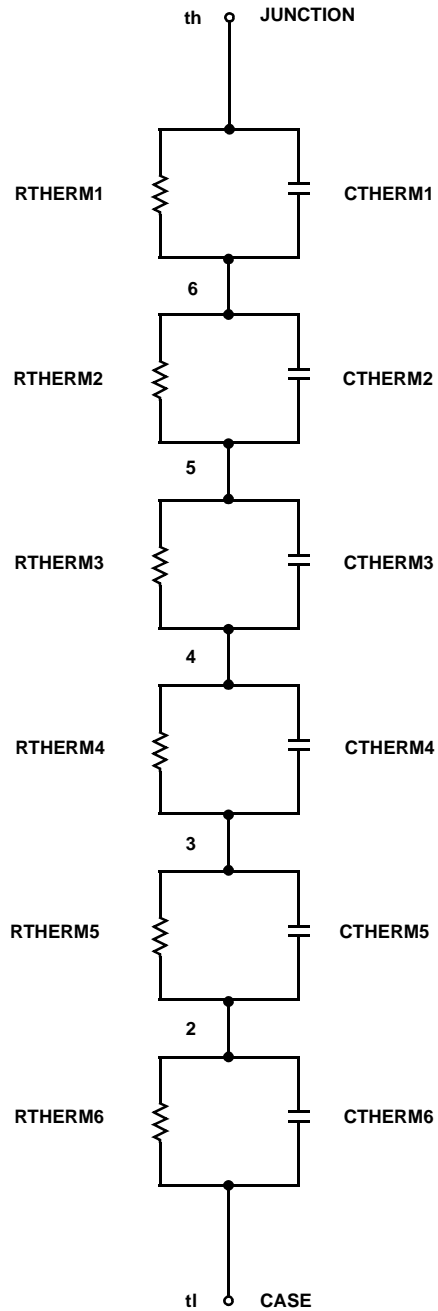 th JUNCTION
RTHERM1 CTHERM1
6
RTHERM2 CTHERM2
5
RTHERM3 CTHERM3
4
RTHERM4 CTHERM4
3
RTHERM5 CTHERM5
2
RTHERM6 CTHERM6
tl CASE